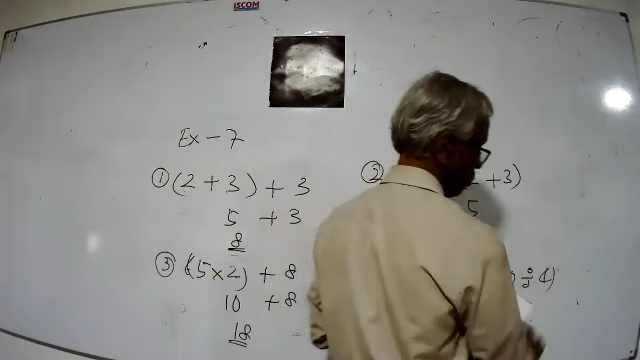 SCOM
Ex - 7
① (2 + 3) + 3
② + 3)
5 + 3
5
8
③ (5 x 2) + 8
÷ 4)
10 + 8
18 =